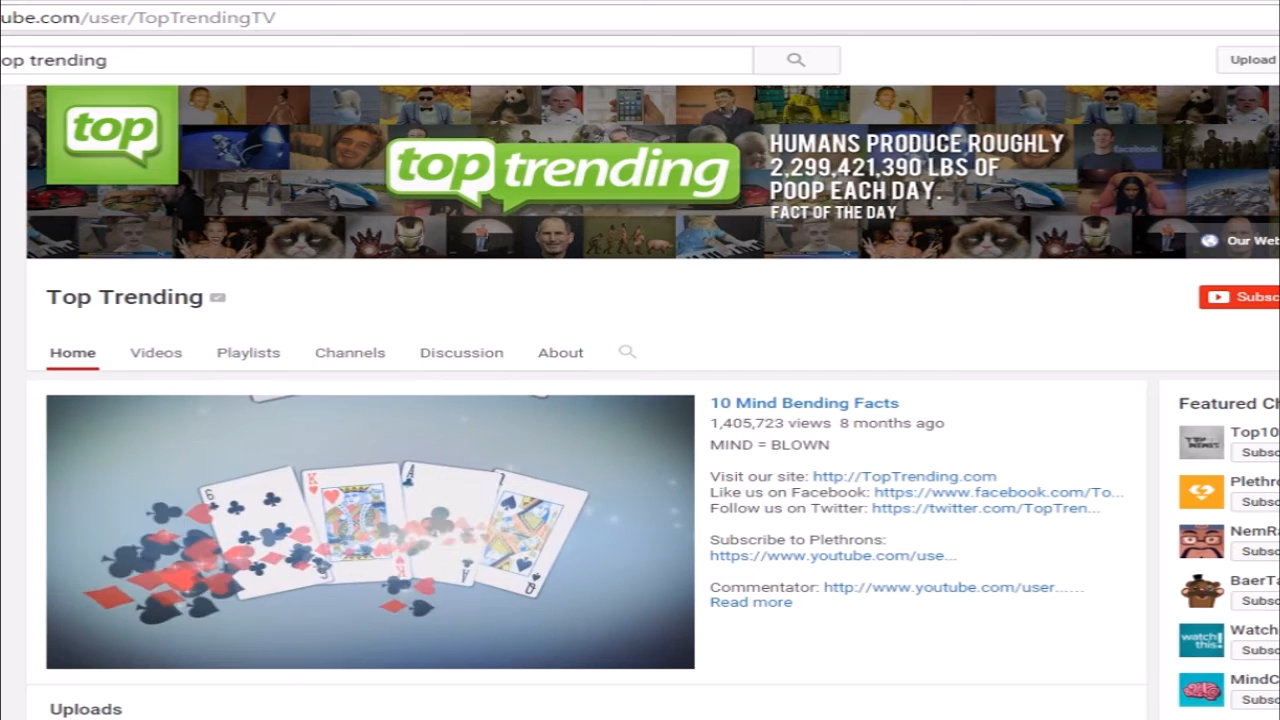 ube.com/user/TopTrendingTV
op trending
Upload
top
top trending
HUMANS PRODUCE ROUGHLY
2,299,421,390 LBS OF
POOP EACH DAY.
FACT OF THE DAY
facebook
Our Web
Top Trending
Subsc
Home Videos Playlists Channels Discussion About
10 Mind Bending Facts
1,405,723 views 8 months ago
MIND = BLOWN
Visit our site: http://TopTrending.com
Like us on Facebook: https://www.facebook.com/To...
Follow us on Twitter: https://twitter.com/TopTren...
Subscribe to Plethrons:
https://www.youtube.com/use...
Commentator: http://www.youtube.com/user......
Read more
6
K
A
Q
Featured Ch
Top10
Subsc
Plethro
Subsc
NemRa
Subsc
BaerTa
Subsc
watch this!
Watch
Subsc
MindC
Subsc
Uploads